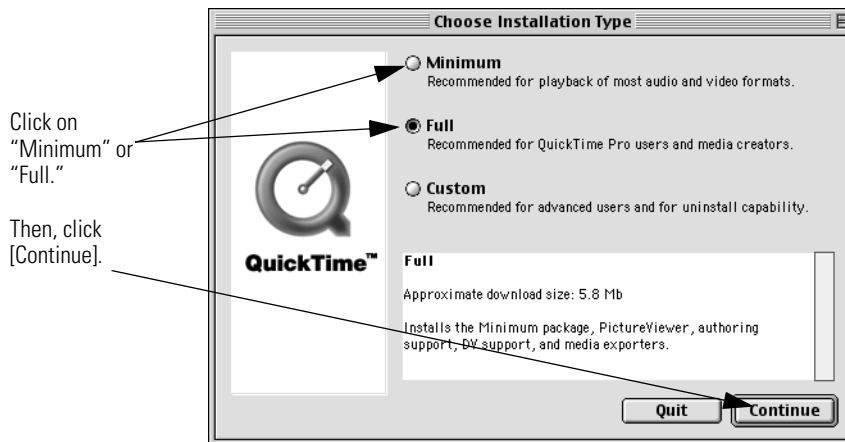 Choose Installation Type
Click on
“Minimum” or
“Full.”
Then, click
[Continue].
QuickTime™
Minimum
Recommended for playback of most audio and video formats.
Full
Recommended for QuickTime Pro users and media creators.
Custom
Recommended for advanced users and for uninstall capability.
Full
Approximate download size: 5.8 Mb
Installs the Minimum package, PictureViewer, authoring
support, DV support, and media exporters.
Quit
Continue